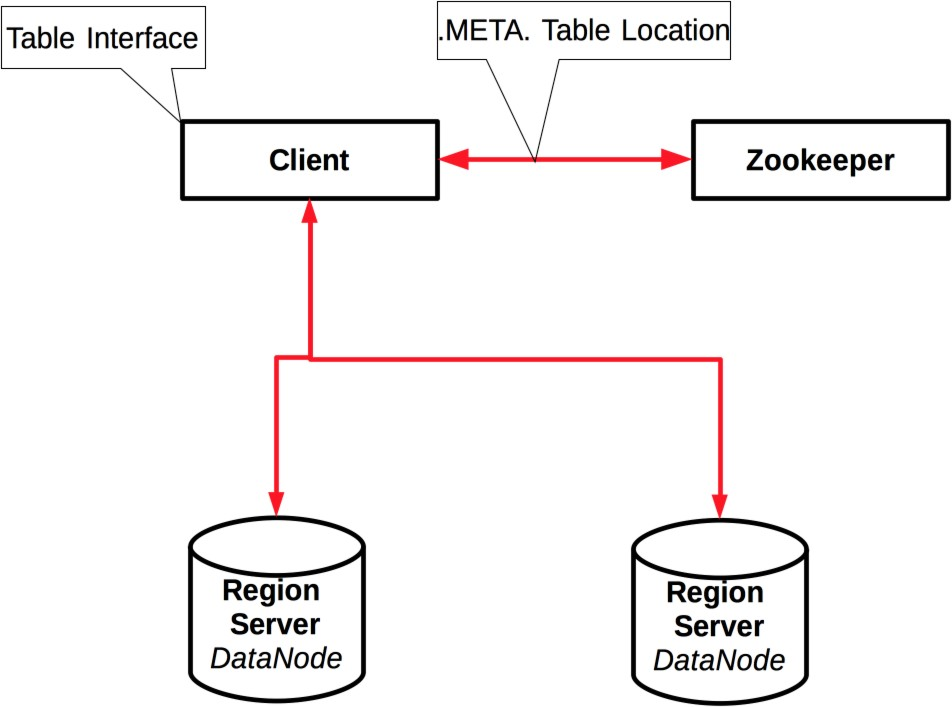 Table Interface
.META. Table Location
Client
Zookeeper
Region
Server
DataNode
Region
Server
DataNode